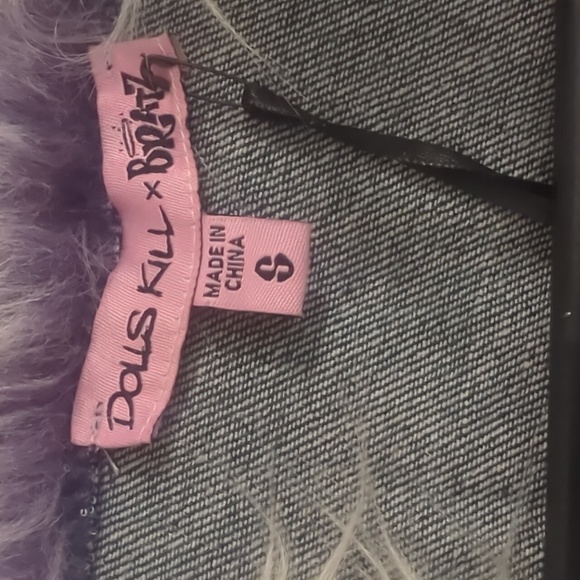 DOLLS KILL x BRATZ
MADE IN
CHINA
S